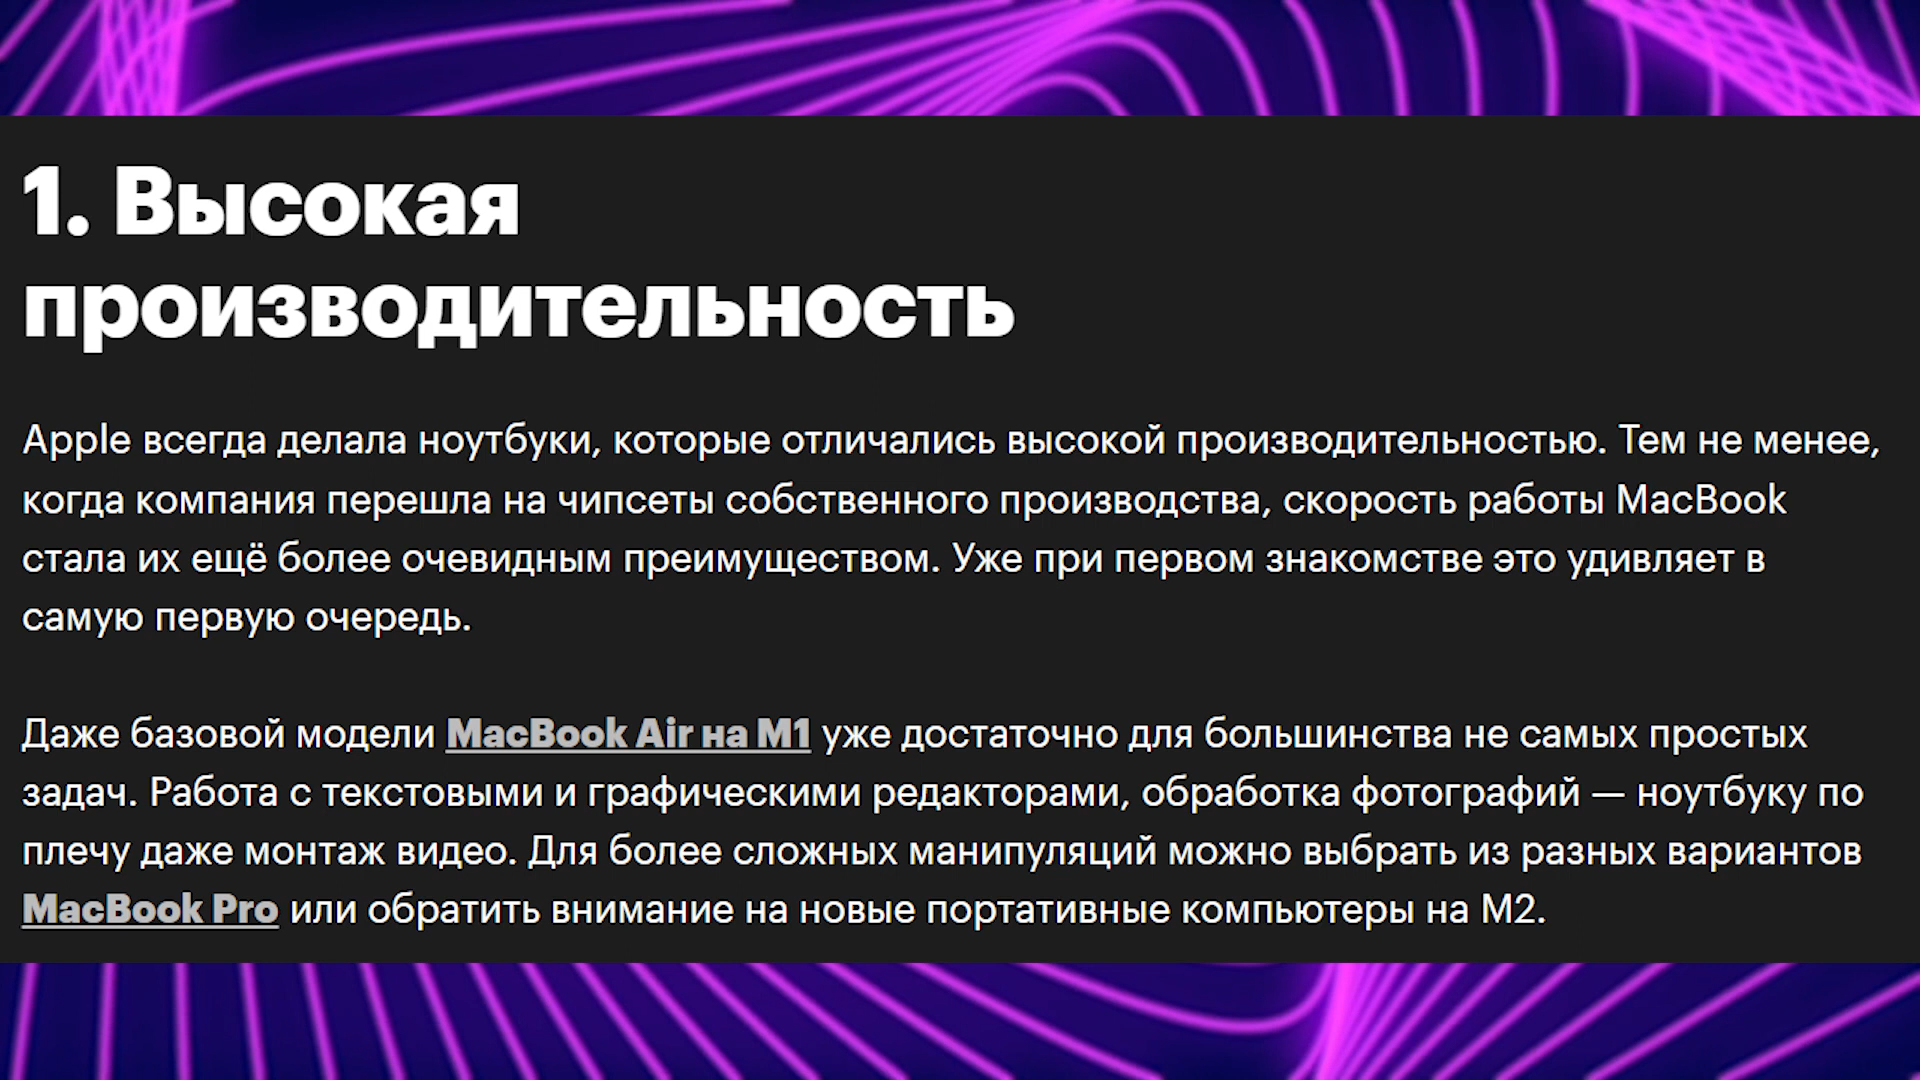 1. Высокая
производительность
Apple всегда делала ноутбуки, которые отличались высокой производительностью. Тем не менее,
когда компания перешла на чипсеты собственного производства, скорость работы MacBook
стала их ещё более очевидным преимуществом. Уже при первом знакомстве это удивляет в
самую первую очередь.
Даже базовой модели MacBook Air на M1 уже достаточно для большинства не самых простых
задач. Работа с текстовыми и графическими редакторами, обработка фотографий — ноутбуку по
плечу даже монтаж видео. Для более сложных манипуляций можно выбрать из разных вариантов
MacBook Pro или обратить внимание на новые портативные компьютеры на M2.